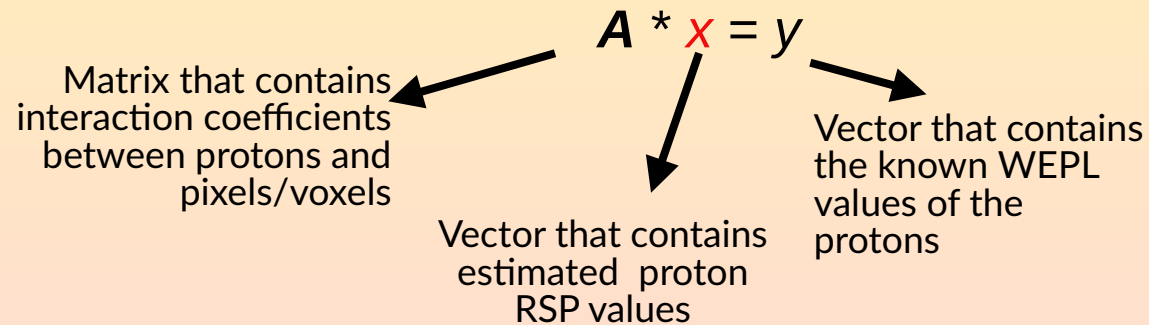 A * x = y
Matrix that contains
interaction coefficients
between protons and
pixels/voxels
Vector that contains
estimated proton
RSP values
Vector that contains
the known WEPL
values of the
protons